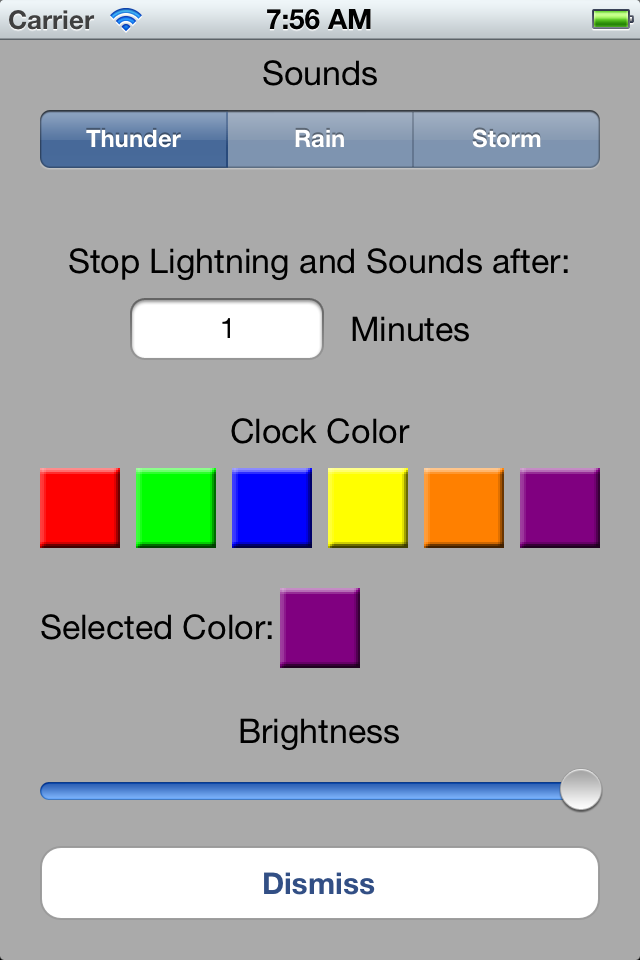 Carrier 7:56 AM
Sounds
Thunder Rain Storm
Stop Lightning and Sounds after:
1 Minutes
Clock Color
Selected Color:
Brightness
Dismiss